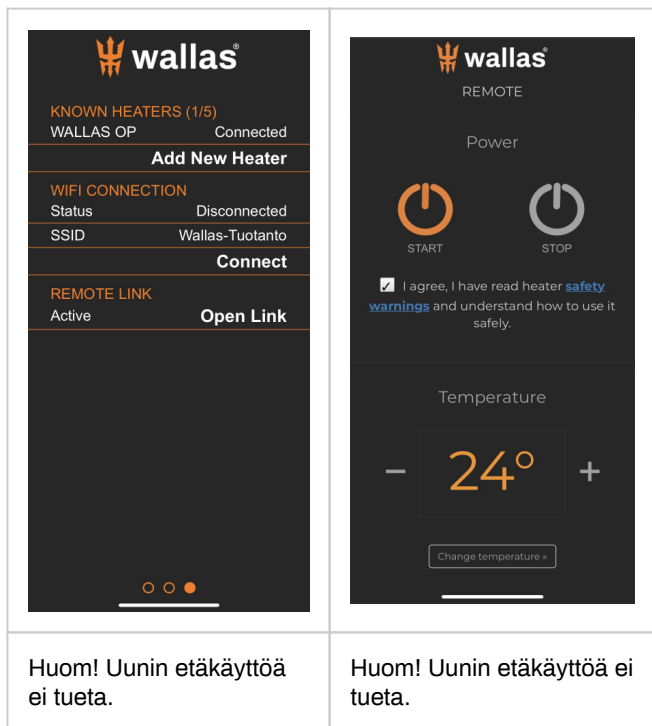 wallas®
KNOWN HEATERS (1/5)
WALLAS OP Connected
Add New Heater
WIFI CONNECTION
Status Disconnected
SSID Wallas-Tuotanto
Connect
REMOTE LINK
Active Open Link
Huom! Uunin etäkäyttöä
ei tueta.
wallas®
REMOTE
Power
START STOP
I agree, I have read heater safety
warnings and understand how to use it
safely.
Temperature
− 24° +
Change temperature »
Huom! Uunin etäkäyttöä ei
tueta.